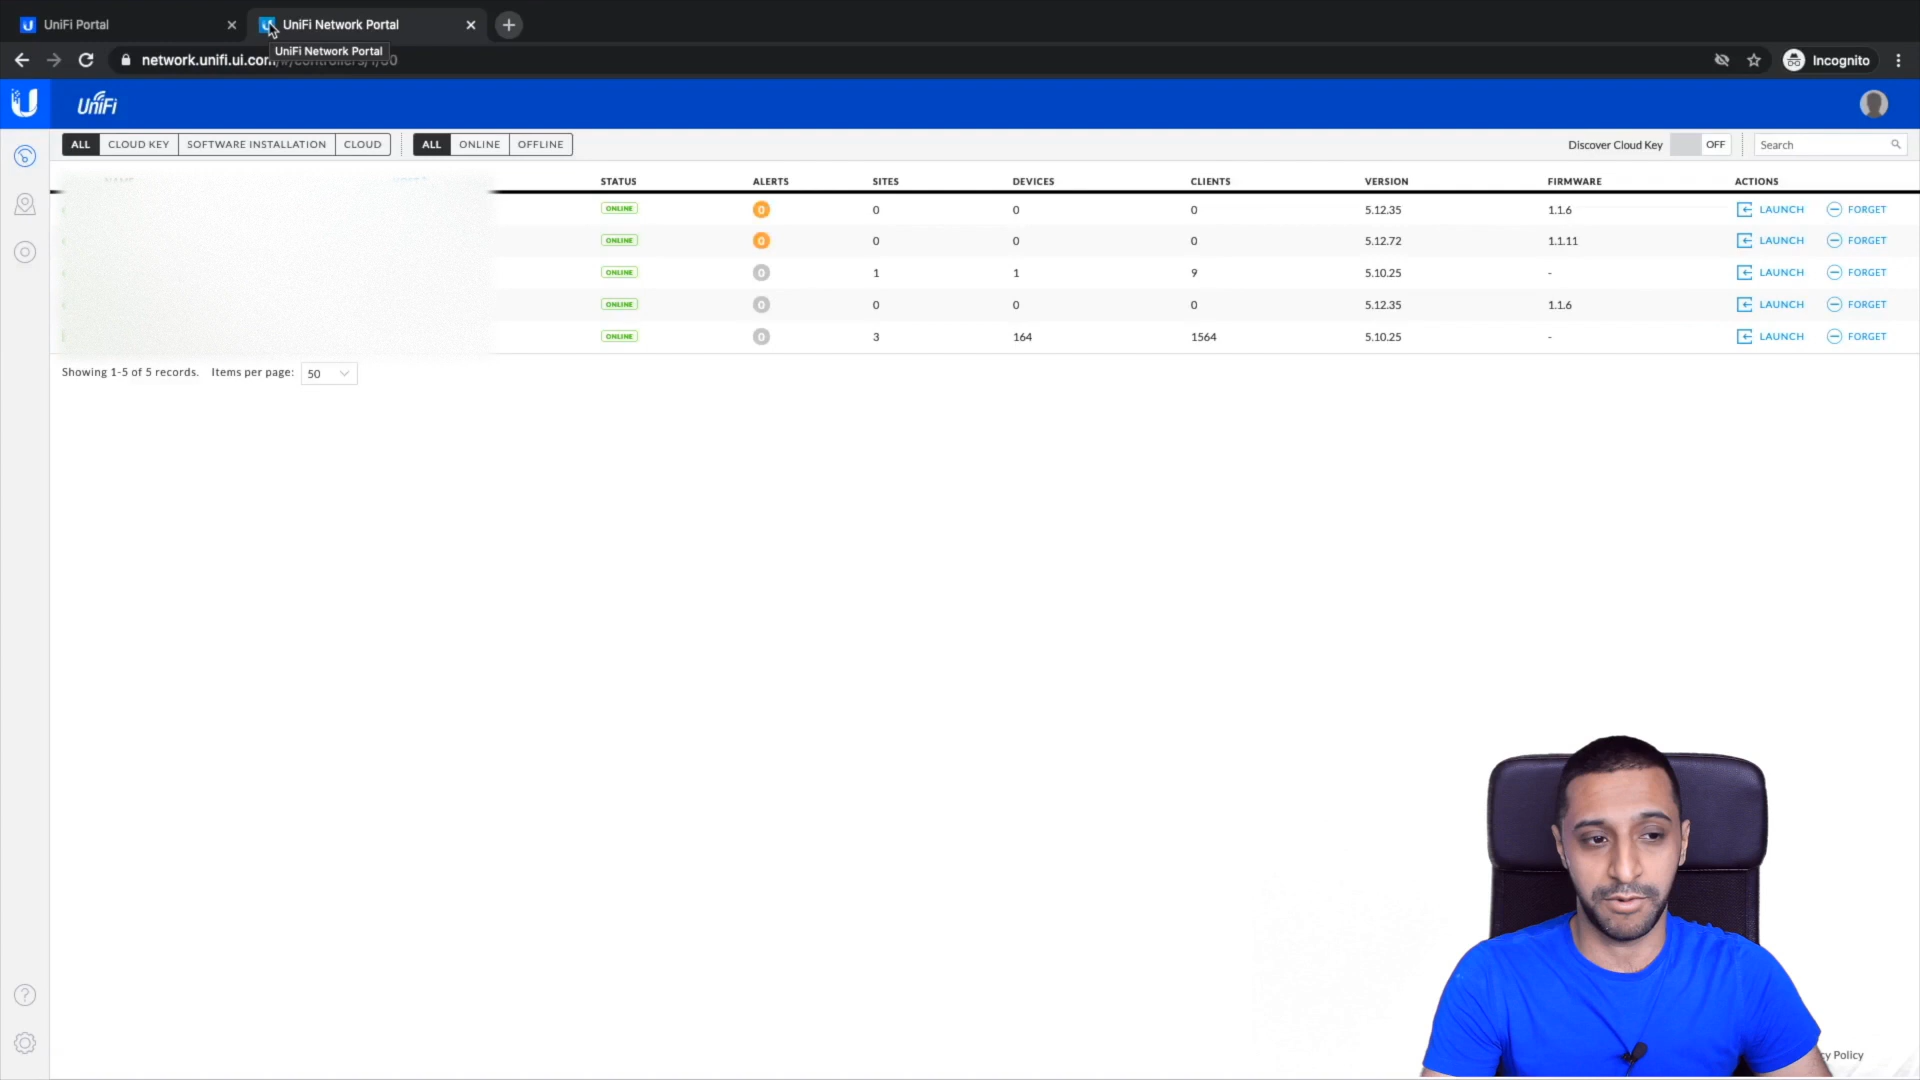 UniFi Portal
UniFi Network Portal
UniFi Network Portal
network.unifi.ui.com
Incognito
UniFi
ALL CLOUD KEY SOFTWARE INSTALLATION CLOUD ALL ONLINE OFFLINE Discover Cloud Key OFF Search
STATUS ALERTS SITES DEVICES CLIENTS VERSION FIRMWARE ACTIONS
ONLINE 0 0 0 0 5.12.35 1.1.6 LAUNCH FORGET
ONLINE 0 0 0 0 5.12.72 1.1.11 LAUNCH FORGET
ONLINE 0 1 1 9 5.10.25 - LAUNCH FORGET
ONLINE 0 0 0 0 5.12.35 1.1.6 LAUNCH FORGET
ONLINE 0 3 164 1564 5.10.25 - LAUNCH FORGET
Showing 1-5 of 5 records. Items per page: 50
Policy